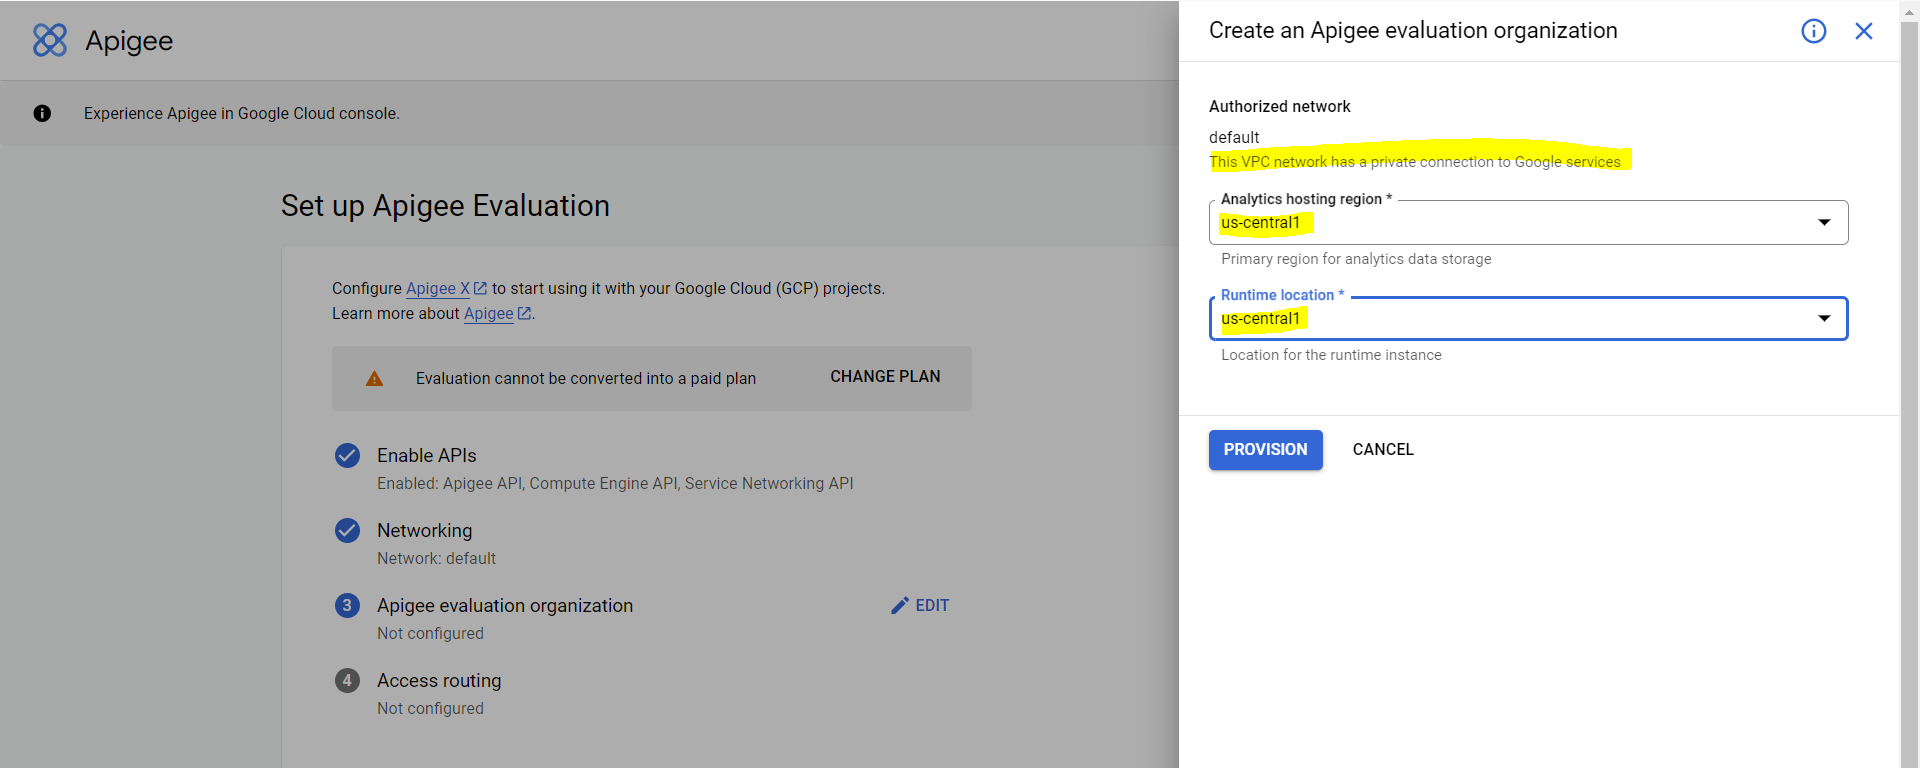 Apigee
Experience Apigee in Google Cloud console.
Set up Apigee Evaluation
Configure Apigee X to start using it with your Google Cloud (GCP) projects.
Learn more about Apigee.
Evaluation cannot be converted into a paid plan CHANGE PLAN
Enable APIs
Enabled: Apigee API, Compute Engine API, Service Networking API
Networking
Network: default
3 Apigee evaluation organization EDIT
Not configured
4 Access routing
Not configured
Create an Apigee evaluation organization
Authorized network
default
This VPC network has a private connection to Google services
Analytics hosting region *
us-central1
Primary region for analytics data storage
Runtime location *
us-central1
Location for the runtime instance
PROVISION CANCEL